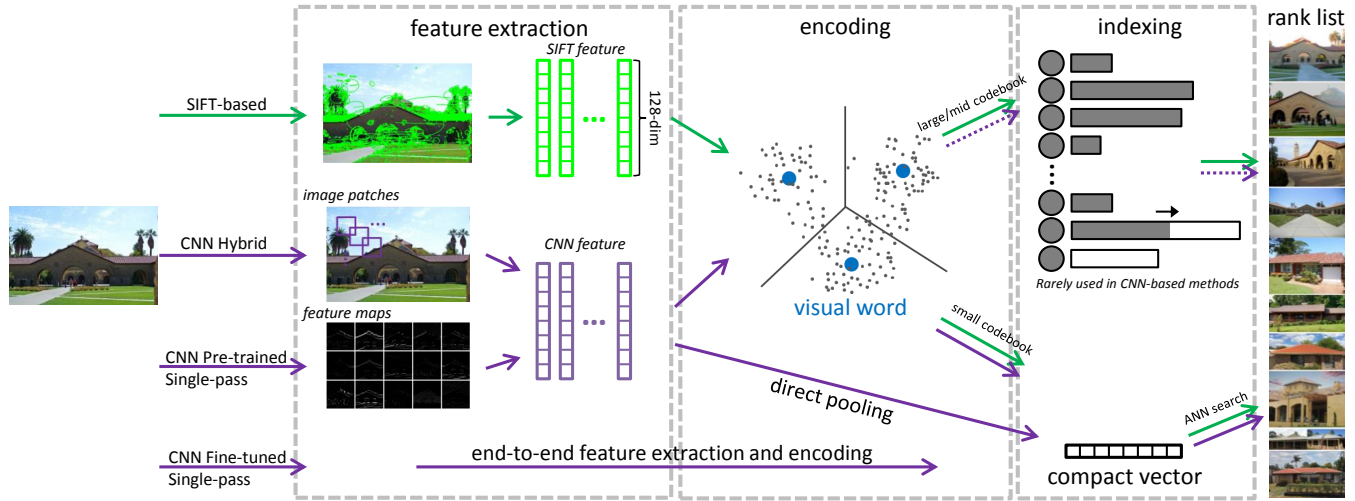 feature extraction
encoding
indexing
rank list
SIFT feature
SIFT-based
128-dim
large/mid codebook
image patches
CNN Hybrid
CNN feature
Rarely used in CNN-based methods
feature maps
visual word
small codebook
CNN Pre-trained
Single-pass
direct pooling
ANN search
CNN Fine-tuned
Single-pass
end-to-end feature extraction and encoding
compact vector